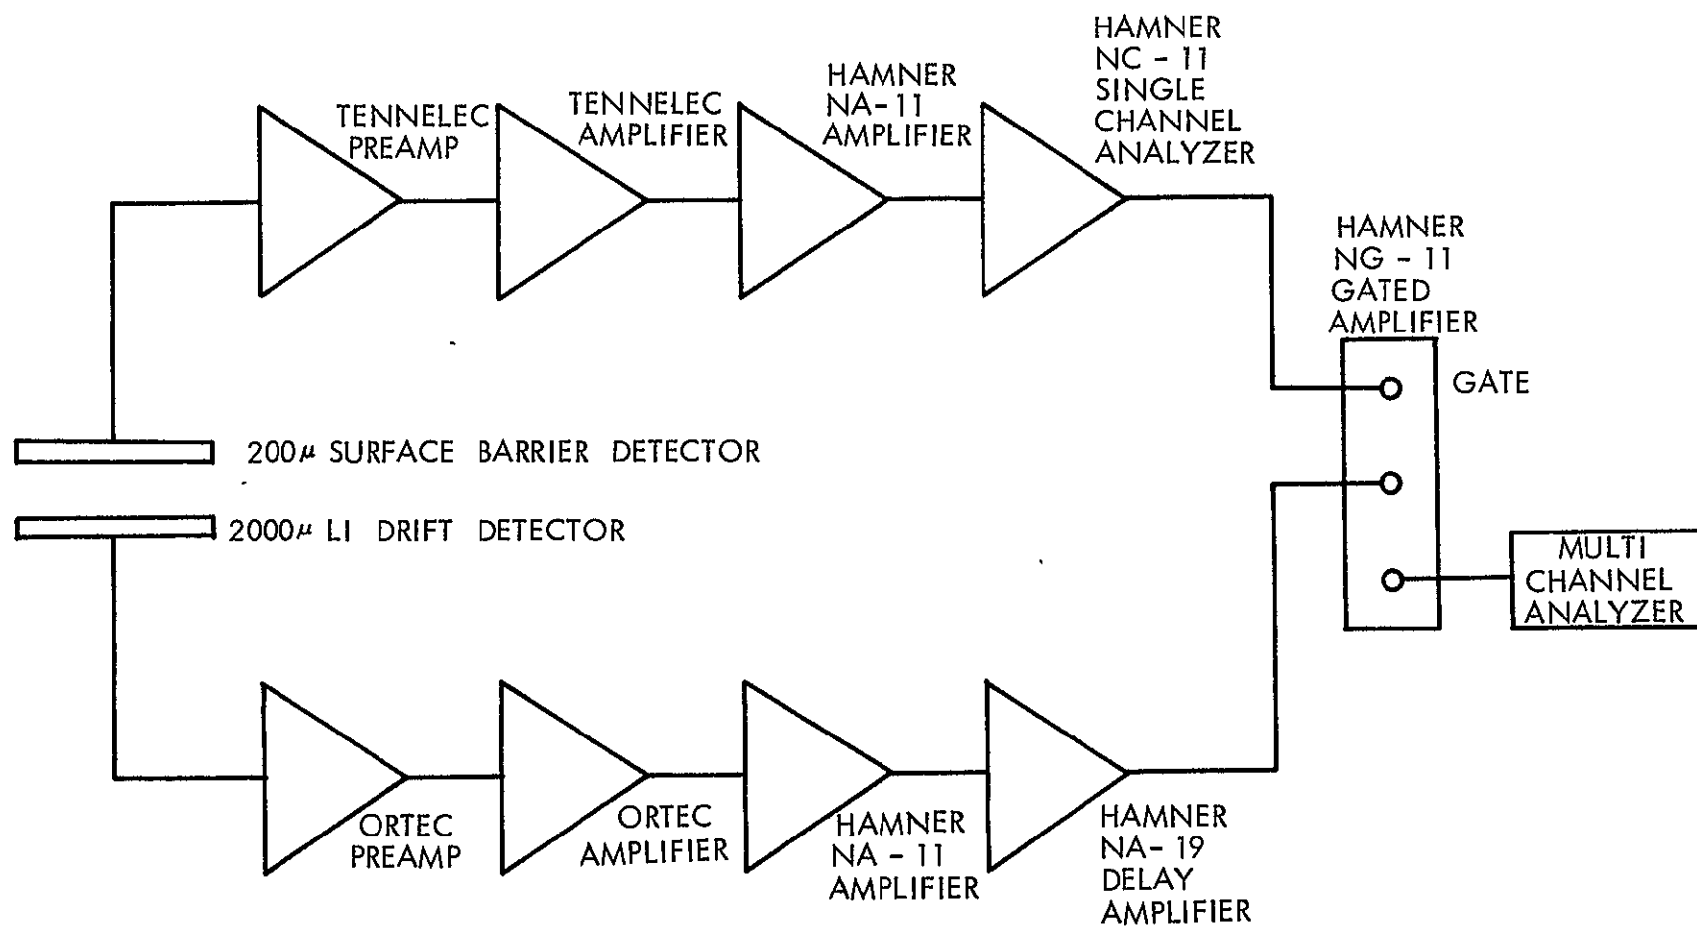 TENNELEC
PREAMP
TENNELEC
AMPLIFIER
HAMNER
NA-11
AMPLIFIER
HAMNER
NC - 11
SINGLE
CHANNEL
ANALYZER
HAMNER
NG - 11
GATED
AMPLIFIER
GATE
200μ SURFACE BARRIER DETECTOR
2000μ LI DRIFT DETECTOR
MULTI
CHANNEL
ANALYZER
ORTEC
PREAMP
ORTEC
AMPLIFIER
HAMNER
NA - 11
AMPLIFIER
HAMNER
NA- 19
DELAY
AMPLIFIER